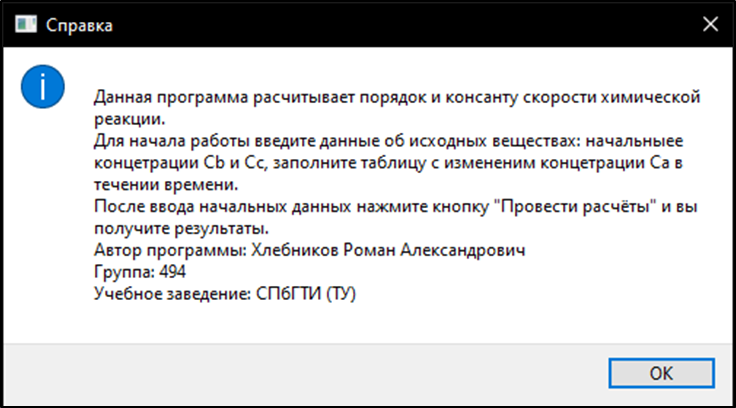 Справка
Данная программа расчитывает порядок и консанту скорости химической
реакции.
Для начала работы введите данные об исходных веществах: начальныее
концетрации Cb и Cc, заполните таблицу с изменением концетрации Ca в
течении времени.
После ввода начальных данных нажмите кнопку "Провести расчёты" и вы
получите результаты.
Автор программы: Хлебников Роман Александрович
Группа: 494
Учебное заведение: СПбГТИ (ТУ)
OK